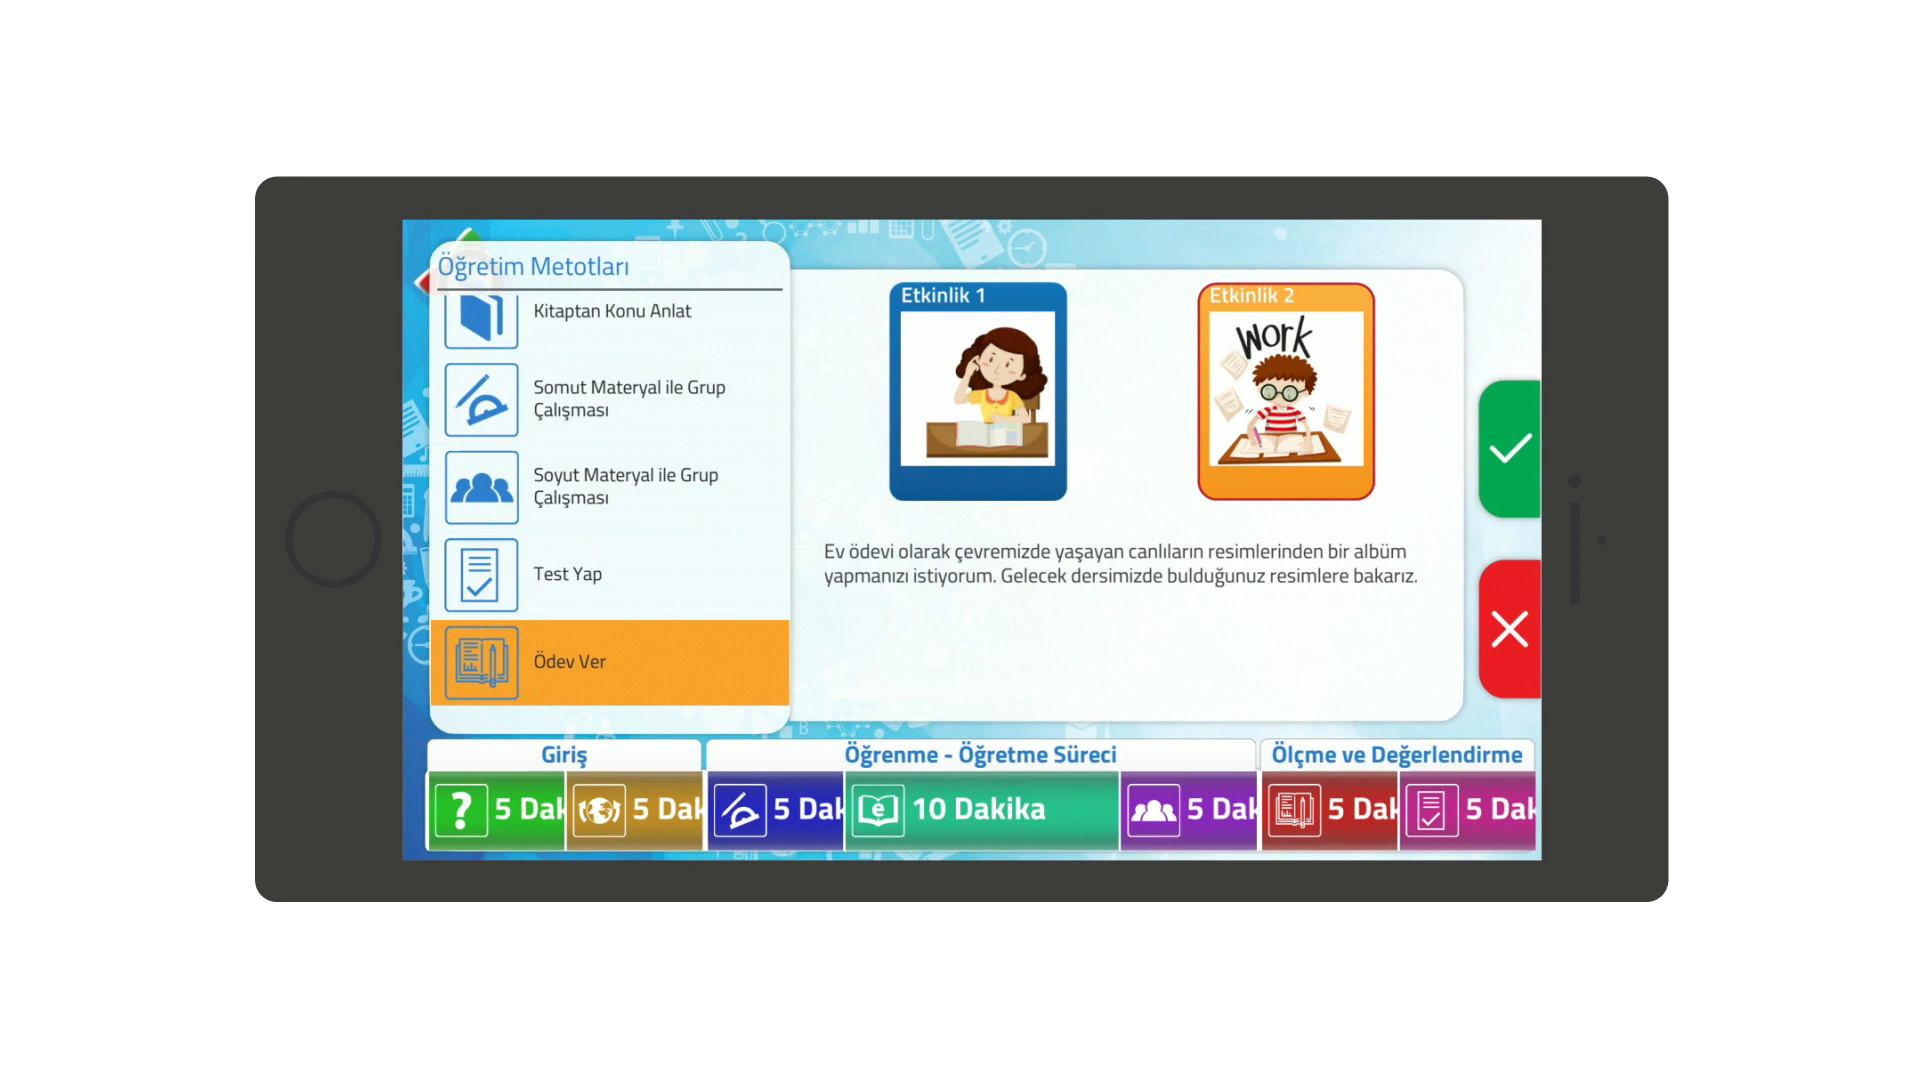 Öğretim Metotları
Kitaptan Konu Anlat
Somut Materyal ile Grup
Çalışması
Soyut Materyal ile Grup
Çalışması
Test Yap
Ödev Ver
Etkinlik 1
Etkinlik 2
work
Ev ödevi olarak çevremizde yaşayan canlıların resimlerinden bir albüm
yapmanızı istiyorum. Gelecek dersimizde bulduğunuz resimlere bakarız.
Giriş
Öğrenme - Öğretme Süreci
Ölçme ve Değerlendirme
? 5 Dak
5 Dak
5 Dak
e 10 Dakika
5 Dak
5 Dak
5 Dak